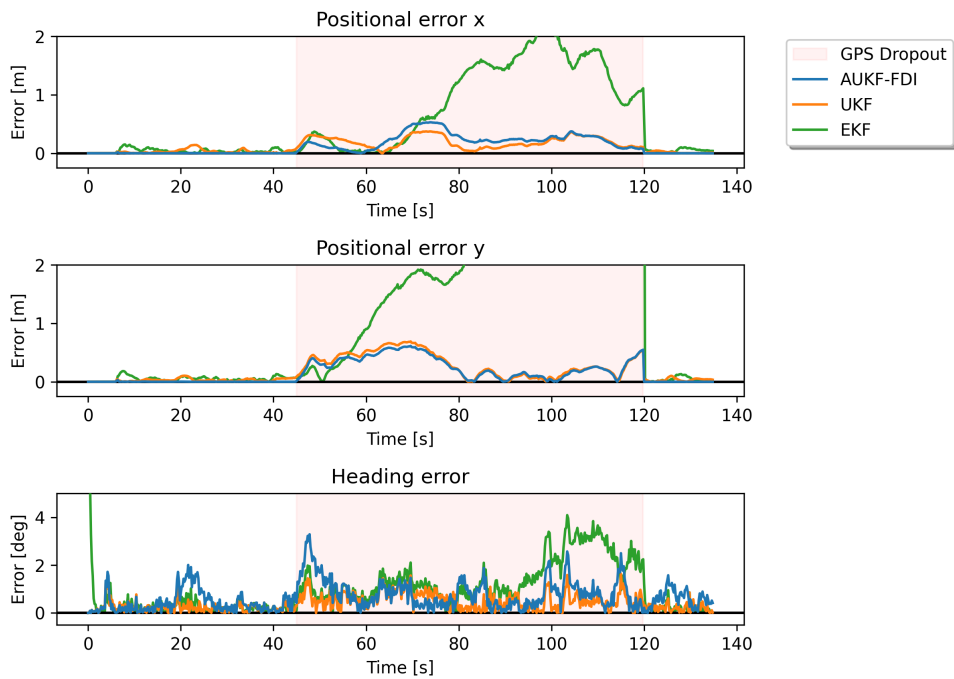 Positional error x
Error [m]
2
1
0
0 20 40 60 80 100 120 140
Time [s]
GPS Dropout
AUKF-FDI
UKF
EKF
Positional error y
Error [m]
2
1
0
0 20 40 60 80 100 120 140
Time [s]
Heading error
Error [deg]
4
2
0
0 20 40 60 80 100 120 140
Time [s]